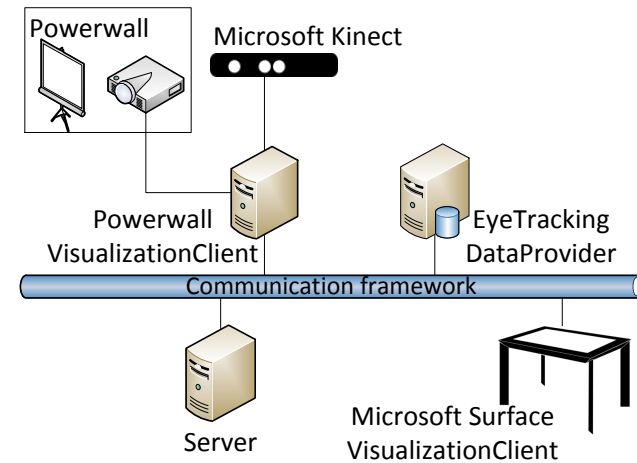 Powerwall
Microsoft Kinect
Powerwall
VisualizationClient
EyeTracking
DataProvider
Communication framework
Server
Microsoft Surface
VisualizationClient